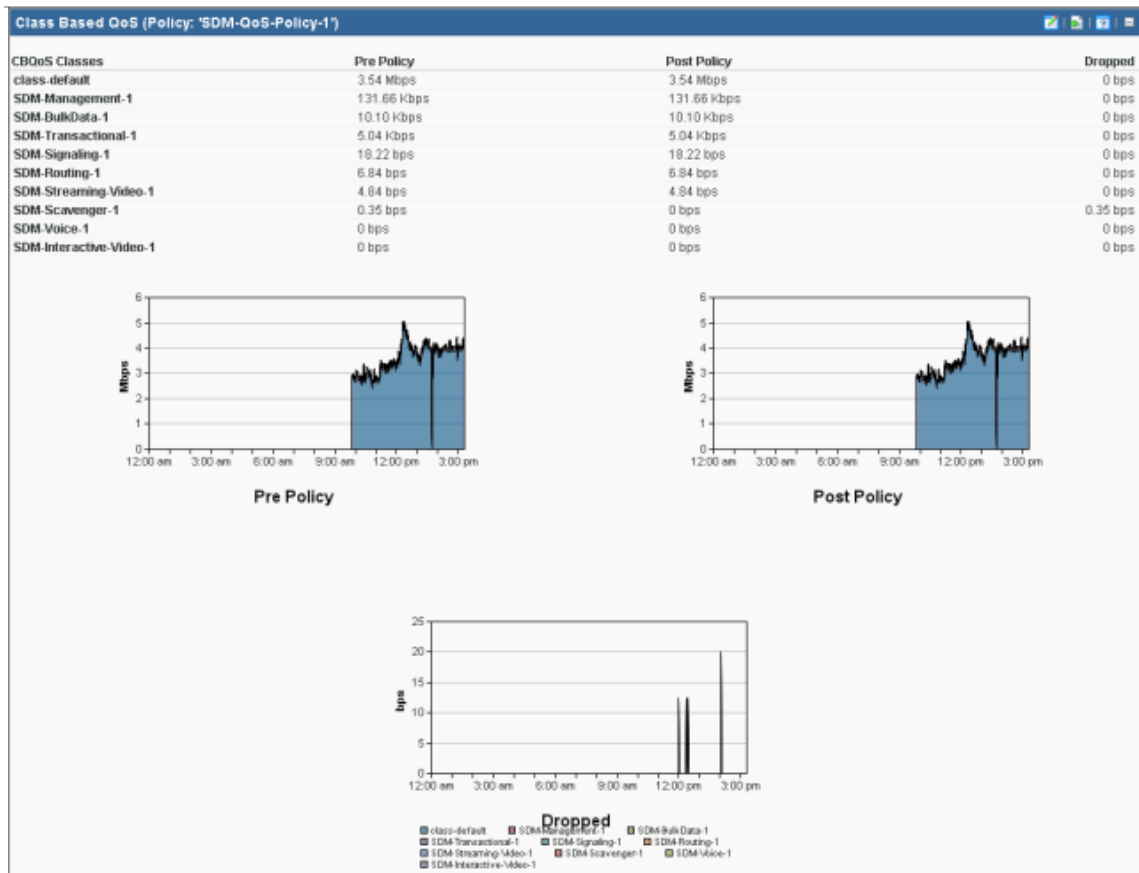 Class Based QoS (Policy: 'SDM-QoS-Policy-1')
CBQoS Classes Pre Policy Post Policy Dropped
class-default 3.54 Mbps 3.54 Mbps 0 bps
SDM-Management-1 131.66 Kbps 131.66 Kbps 0 bps
SDM-BulkData-1 10.10 Kbps 10.10 Kbps 0 bps
SDM-Transactional-1 5.04 Kbps 5.04 Kbps 0 bps
SDM-Signaling-1 18.22 bps 18.22 bps 0 bps
SDM-Routing-1 6.84 bps 6.84 bps 0 bps
SDM-Streaming-Video-1 4.84 bps 4.84 bps 0 bps
SDM-Scavenger-1 0.35 bps 0 bps 0.35 bps
SDM-Voice-1 0 bps 0 bps 0 bps
SDM-Interactive-Video-1 0 bps 0 bps 0 bps
6
5
4
3
2
1
0
Mbps
12:00 am 3:00 am 6:00 am 9:00 am 12:00 pm 3:00 pm
Pre Policy
6
5
4
3
2
1
0
Mbps
12:00 am 3:00 am 6:00 am 9:00 am 12:00 pm 3:00 pm
Post Policy
25
20
15
10
5
0
bps
12:00 am 3:00 am 6:00 am 9:00 am 12:00 pm 3:00 pm
Dropped
class-default SDM-Management-1 SDM-BulkData-1
SDM-Transactional-1 SDM-Signaling-1 SDM-Routing-1
SDM-Streaming-Video-1 SDM-Scavenger-1 SDM-Voice-1
SDM-Interactive-Video-1